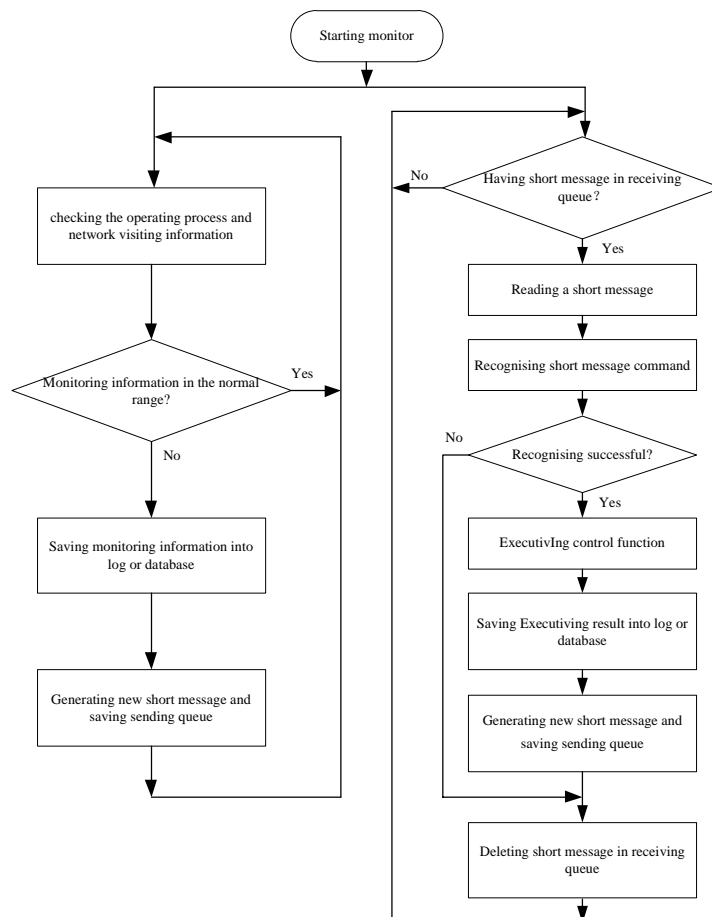 Starting monitor
checking the operating process and
network visiting information
Monitoring information in the normal
range?
Yes
No
Saving monitoring information into
log or database
Generating new short message and
saving sending queue
Having short message in receiving
queue?
No
Yes
Reading a short message
Recognising short message command
No
Recognising successful?
Yes
ExecutivIng control function
Saving Executiving result into log or
database
Generating new short message and
saving sending queue
Deleting short message in receiving
queue